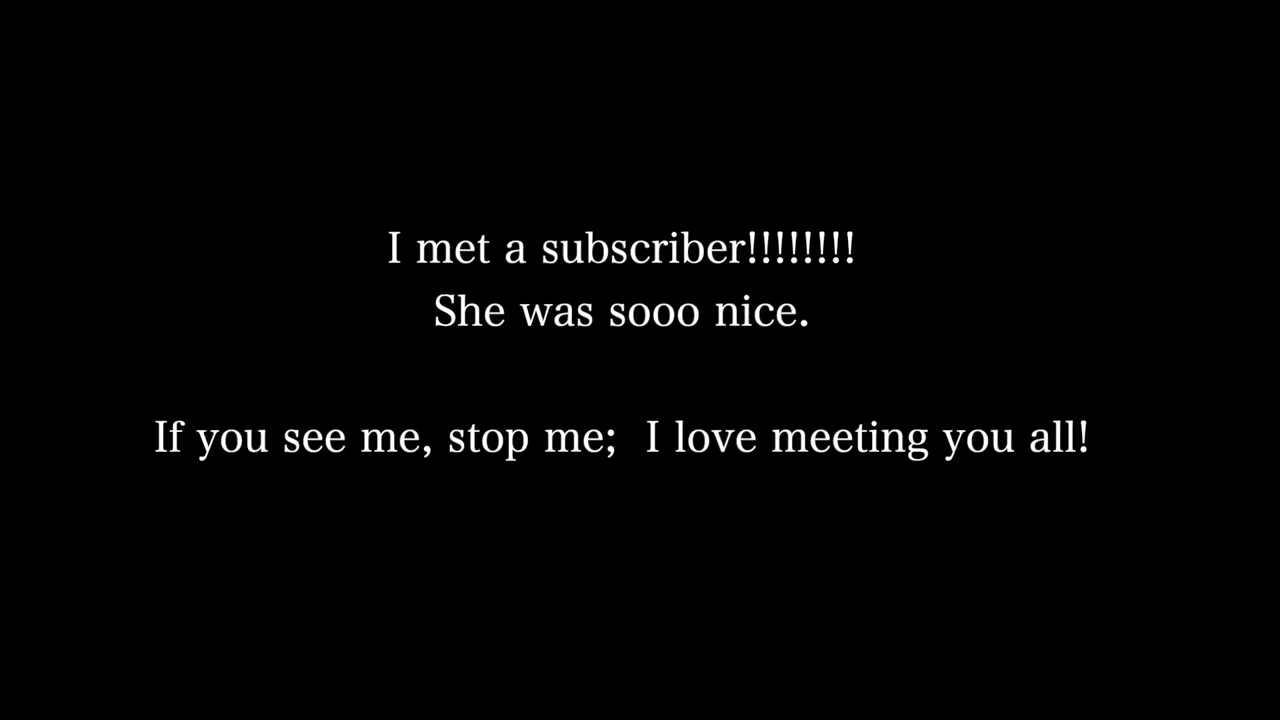 I met a subscriber!!!!!!!!
She was sooo nice.
If you see me, stop me;  I love meeting you all!